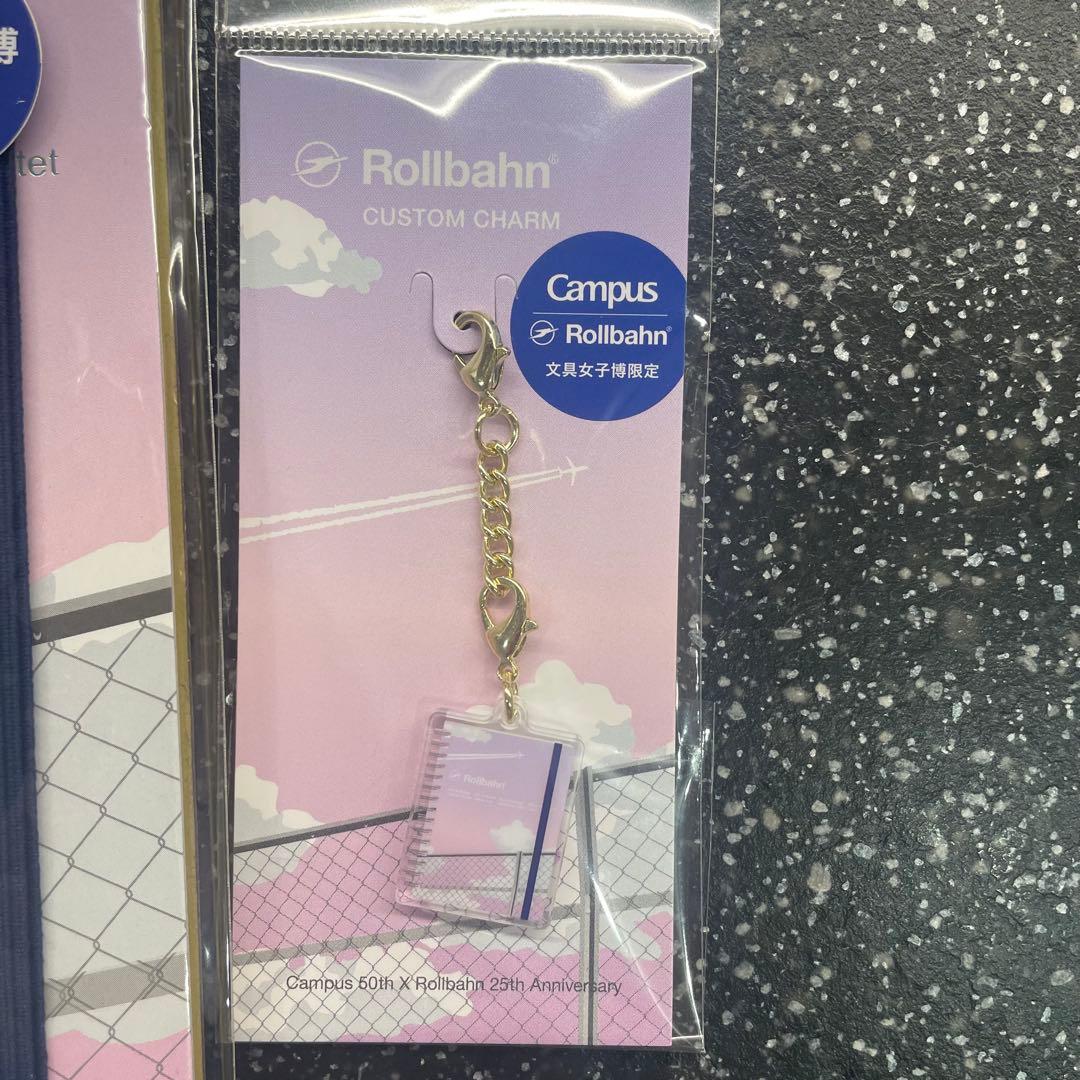 博
tet
Rollbahn®
CUSTOM CHARM
Campus
Rollbahn®
文具女子博限定
Rollbahn
Campus 50th X Rollbahn 25th Anniversary